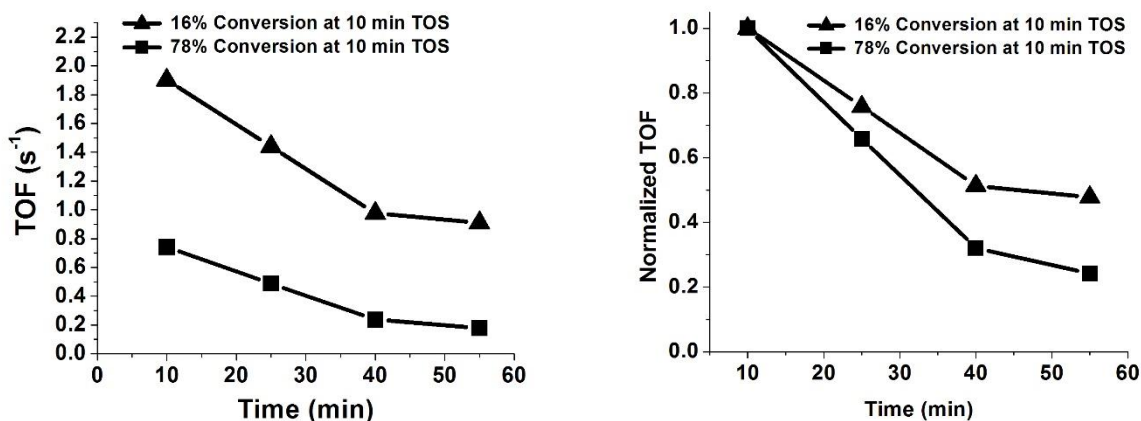 16% Conversion at 10 min TOS
78% Conversion at 10 min TOS
2.2
2.0
1.8
1.6
1.4
1.2
1.0
0.8
0.6
0.4
0.2
0.0
TOF (s⁻¹)
0 10 20 30 40 50 60
Time (min)
16% Conversion at 10 min TOS
78% Conversion at 10 min TOS
1.0
0.8
0.6
0.4
0.2
0.0
Normalized TOF
10 20 30 40 50 60
Time (min)